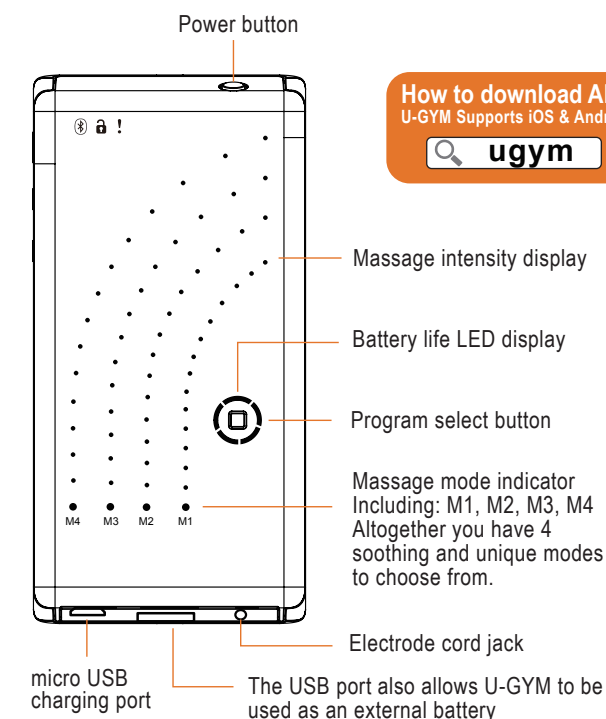 Power button
How to download
U-GYM Supports iOS &
ugym
Massage intensity display
Battery life LED display
Program select button
Massage mode indicator
Including: M1, M2, M3, M4
Altogether you have 4
soothing and unique modes
to choose from.
M4 M3 M2 M1
Electrode cord jack
micro USB
charging port
The USB port also allows U-GYM to be
used as an external battery